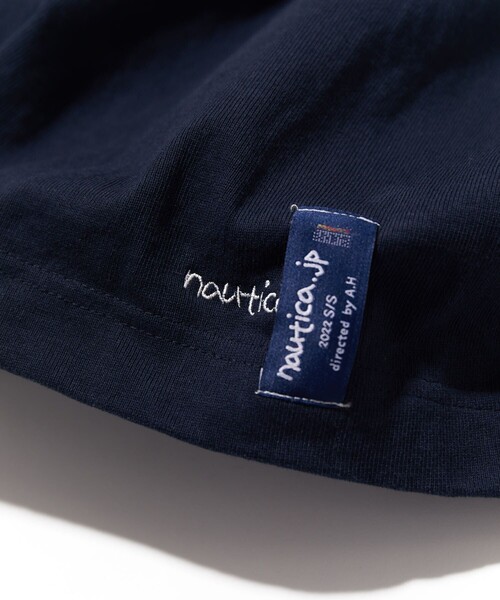 nautica
nautica.jp
2022 S/S
directed by A.H